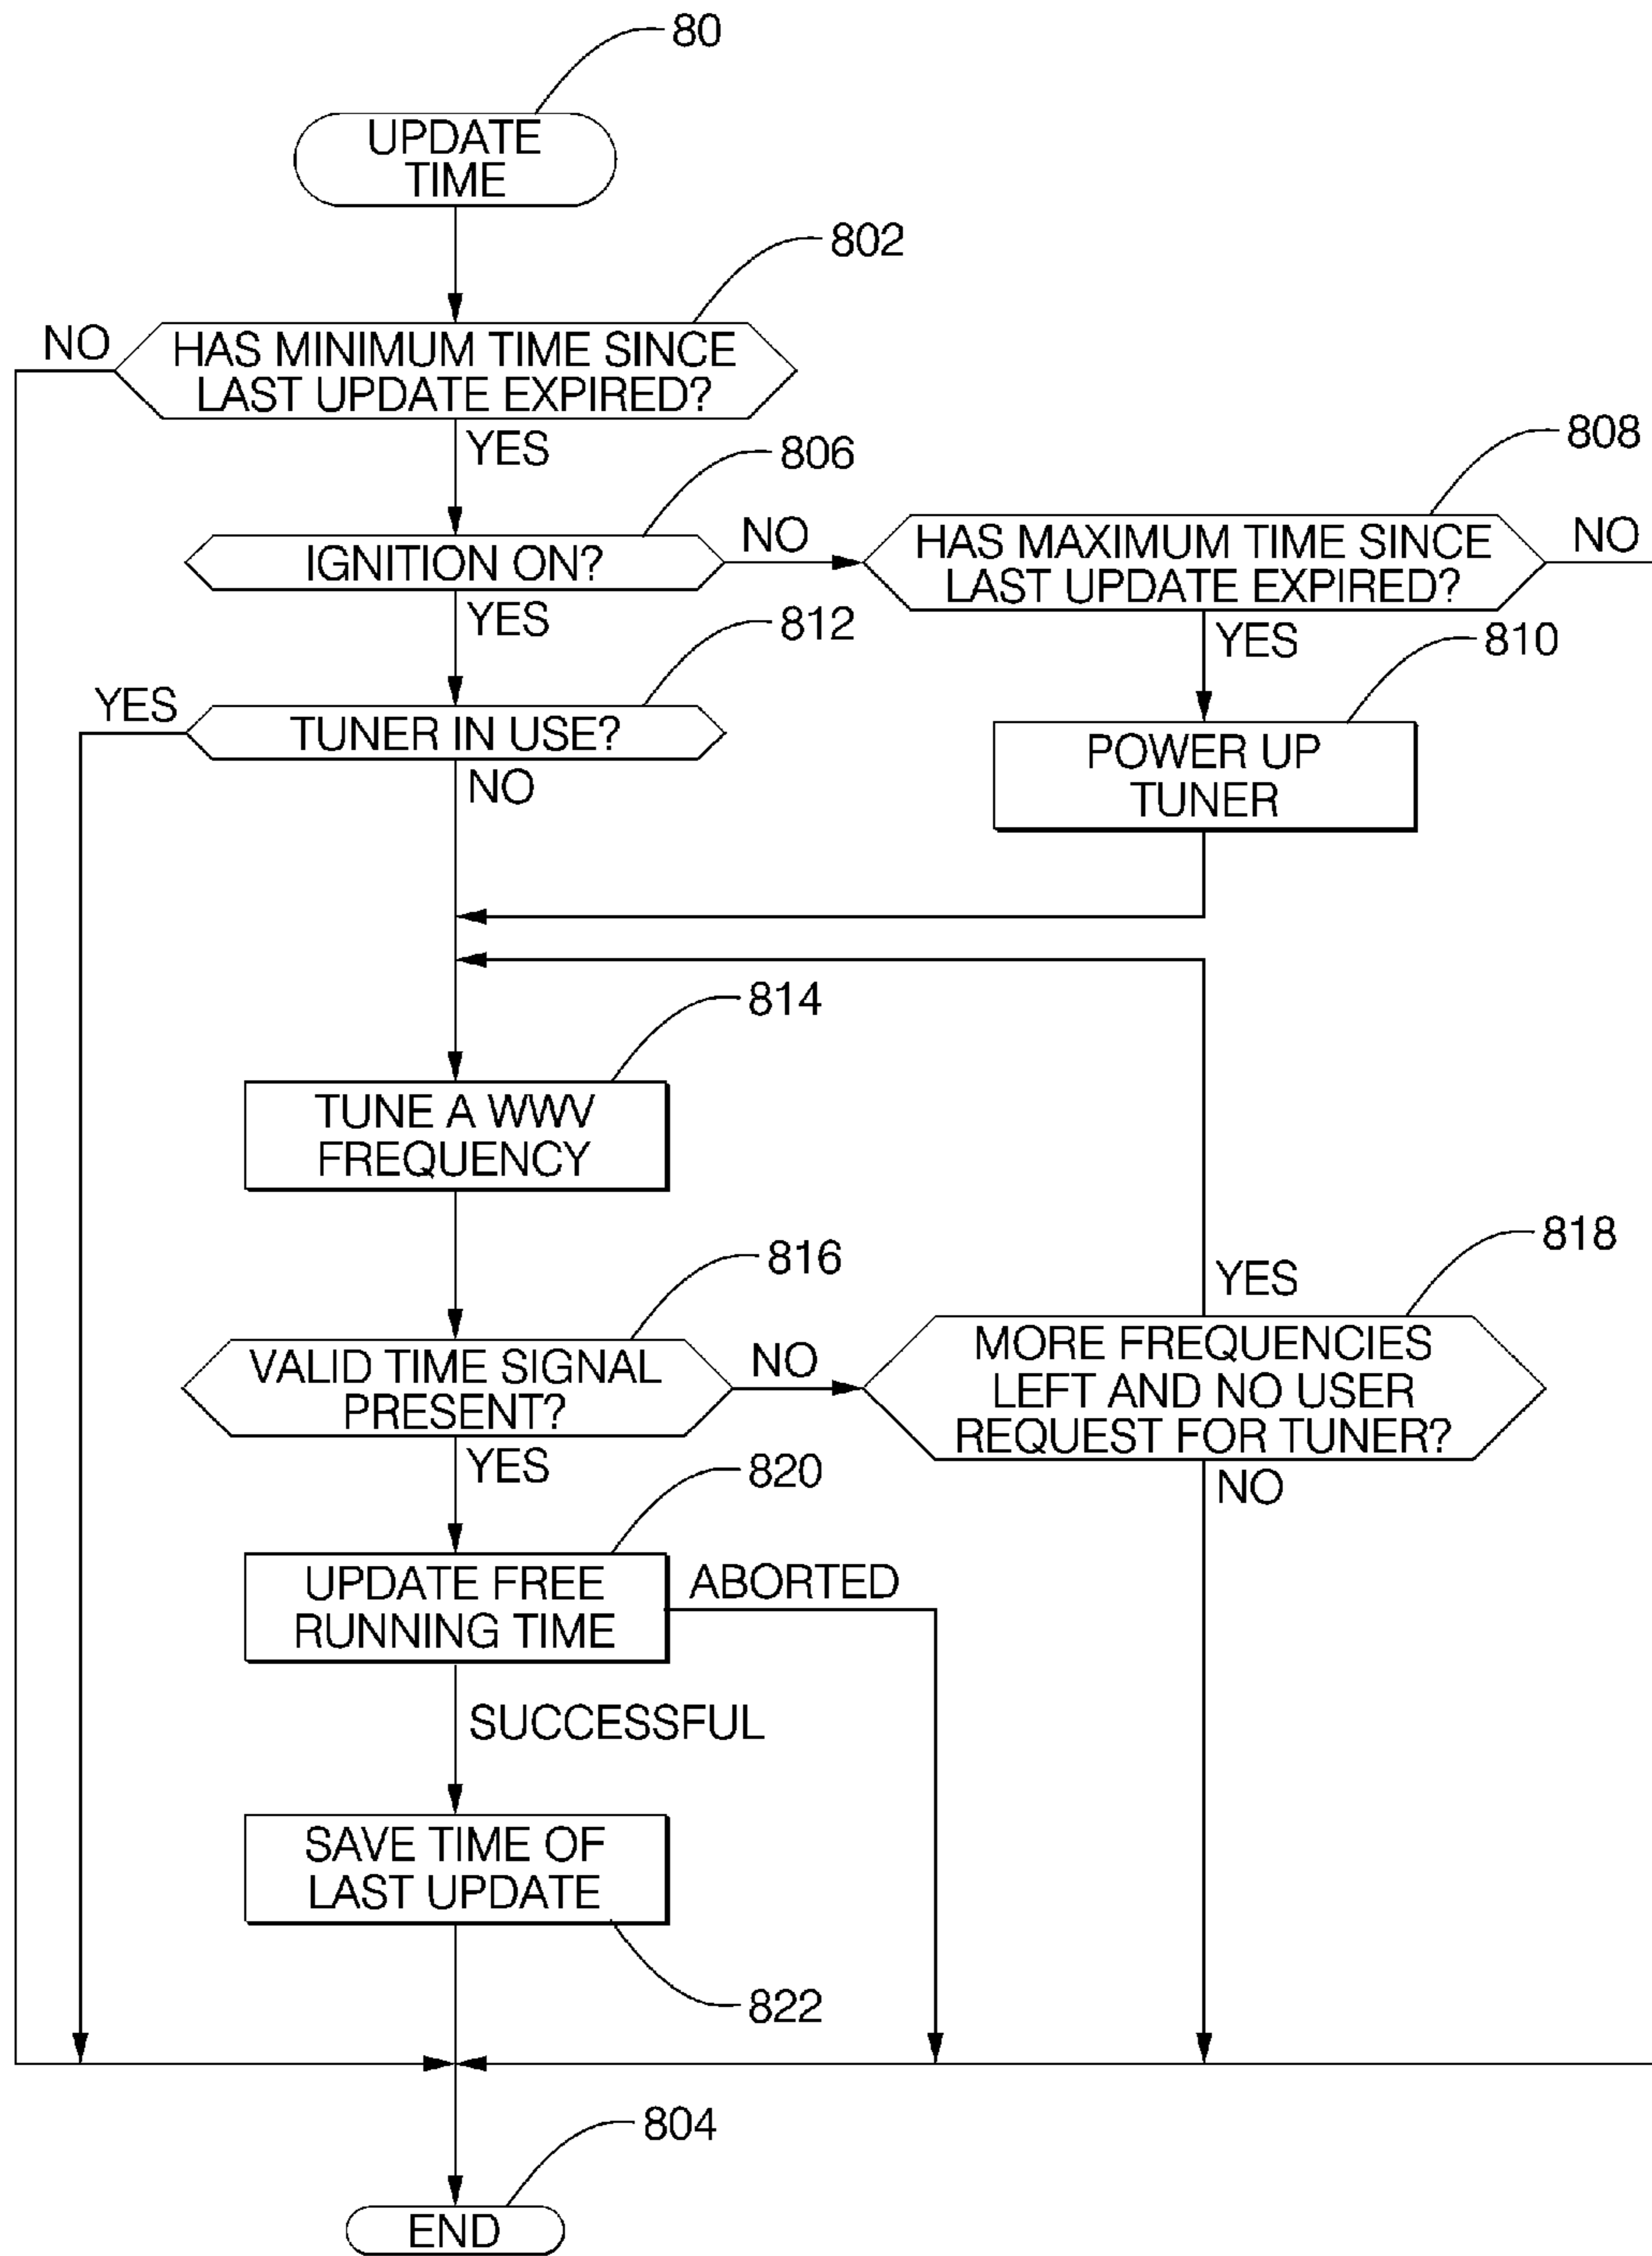 80
UPDATE
TIME
802
NO
HAS MINIMUM TIME SINCE
LAST UPDATE EXPIRED?
YES
806
808
IGNITION ON?
NO
HAS MAXIMUM TIME SINCE
LAST UPDATE EXPIRED?
NO
YES
812
YES
810
YES
TUNER IN USE?
NO
POWER UP
TUNER
814
TUNE A WWV
FREQUENCY
816
818
YES
VALID TIME SIGNAL
PRESENT?
NO
MORE FREQUENCIES
LEFT AND NO USER
REQUEST FOR TUNER?
YES
820
NO
UPDATE FREE
RUNNING TIME
ABORTED
SUCCESSFUL
SAVE TIME OF
LAST UPDATE
822
804
END